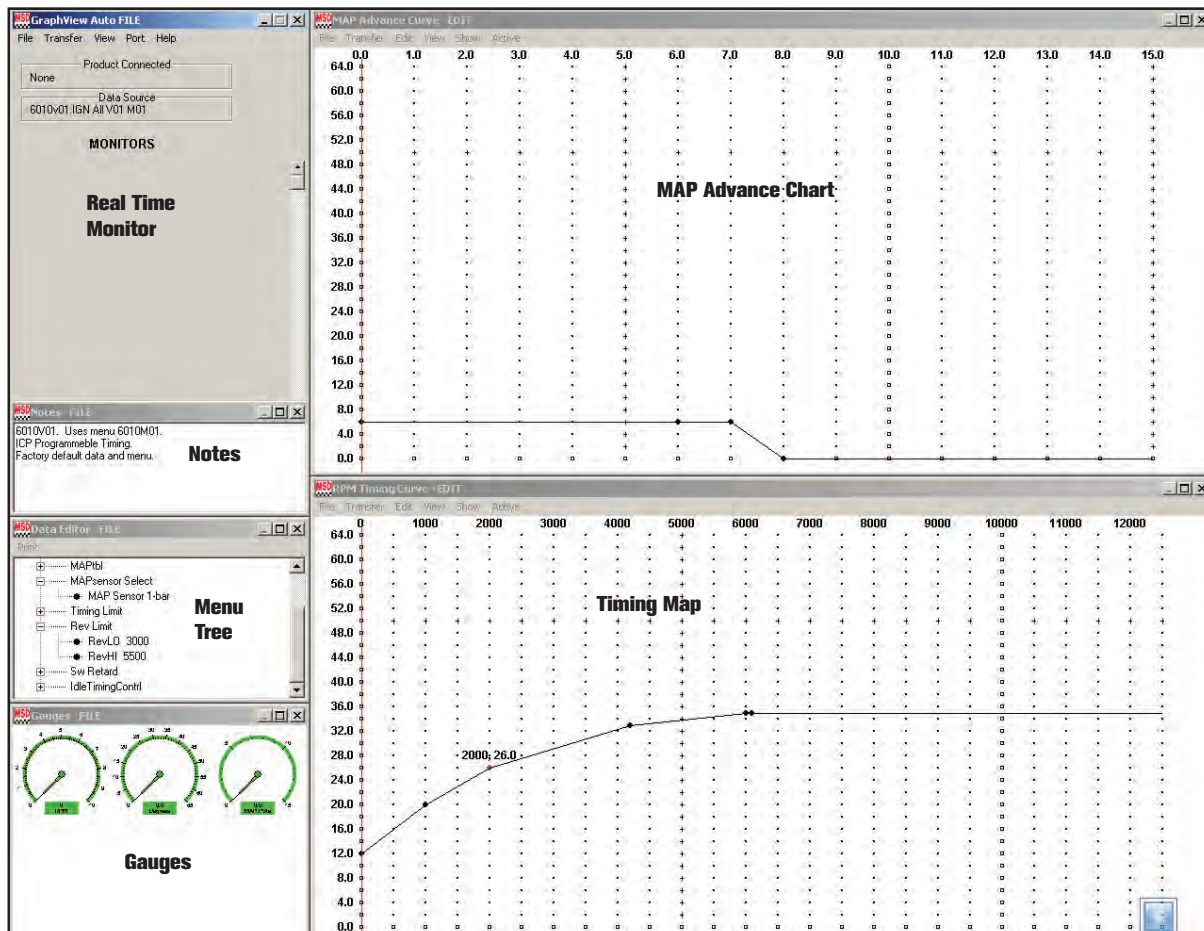 MSD GraphView Auto FILE
File Transfer View Port Help
Product Connected
None
Data Source
6010v01.IGN All V01 M01
MONITORS
Real Time
Monitor
MSD Notes FILE
6010V01. Uses menu 6010M01.
ICP Programmeble Timing.
Factory default data and menu.
Notes
MSD Data Editor FILE
Print
MAPtbl
MAPsensor Select
MAP Sensor 1-bar
Timing Limit
Rev Limit
RevLO 3000
RevHI 5500
Sw Retard
IdleTimingContrl
Menu
Tree
MSD Gauges FILE
Gauges
MSD MAP Advance Curve EDIT
File Transfer Edit View Show Active
0.0 1.0 2.0 3.0 4.0 5.0 6.0 7.0 8.0 9.0 10.0 11.0 12.0 13.0 14.0 15.0
64.0
60.0
56.0
52.0
48.0
44.0
40.0
36.0
32.0
28.0
24.0
20.0
16.0
12.0
8.0
4.0
0.0
MAP Advance Chart
MSD RPM Timing Curve EDIT
File Transfer Edit View Show Active
0 1000 2000 3000 4000 5000 6000 7000 8000 9000 10000 11000 12000
64.0
60.0
56.0
52.0
48.0
44.0
40.0
36.0
32.0
28.0
24.0
20.0
16.0
12.0
8.0
4.0
0.0
Timing Map
2000, 26.0